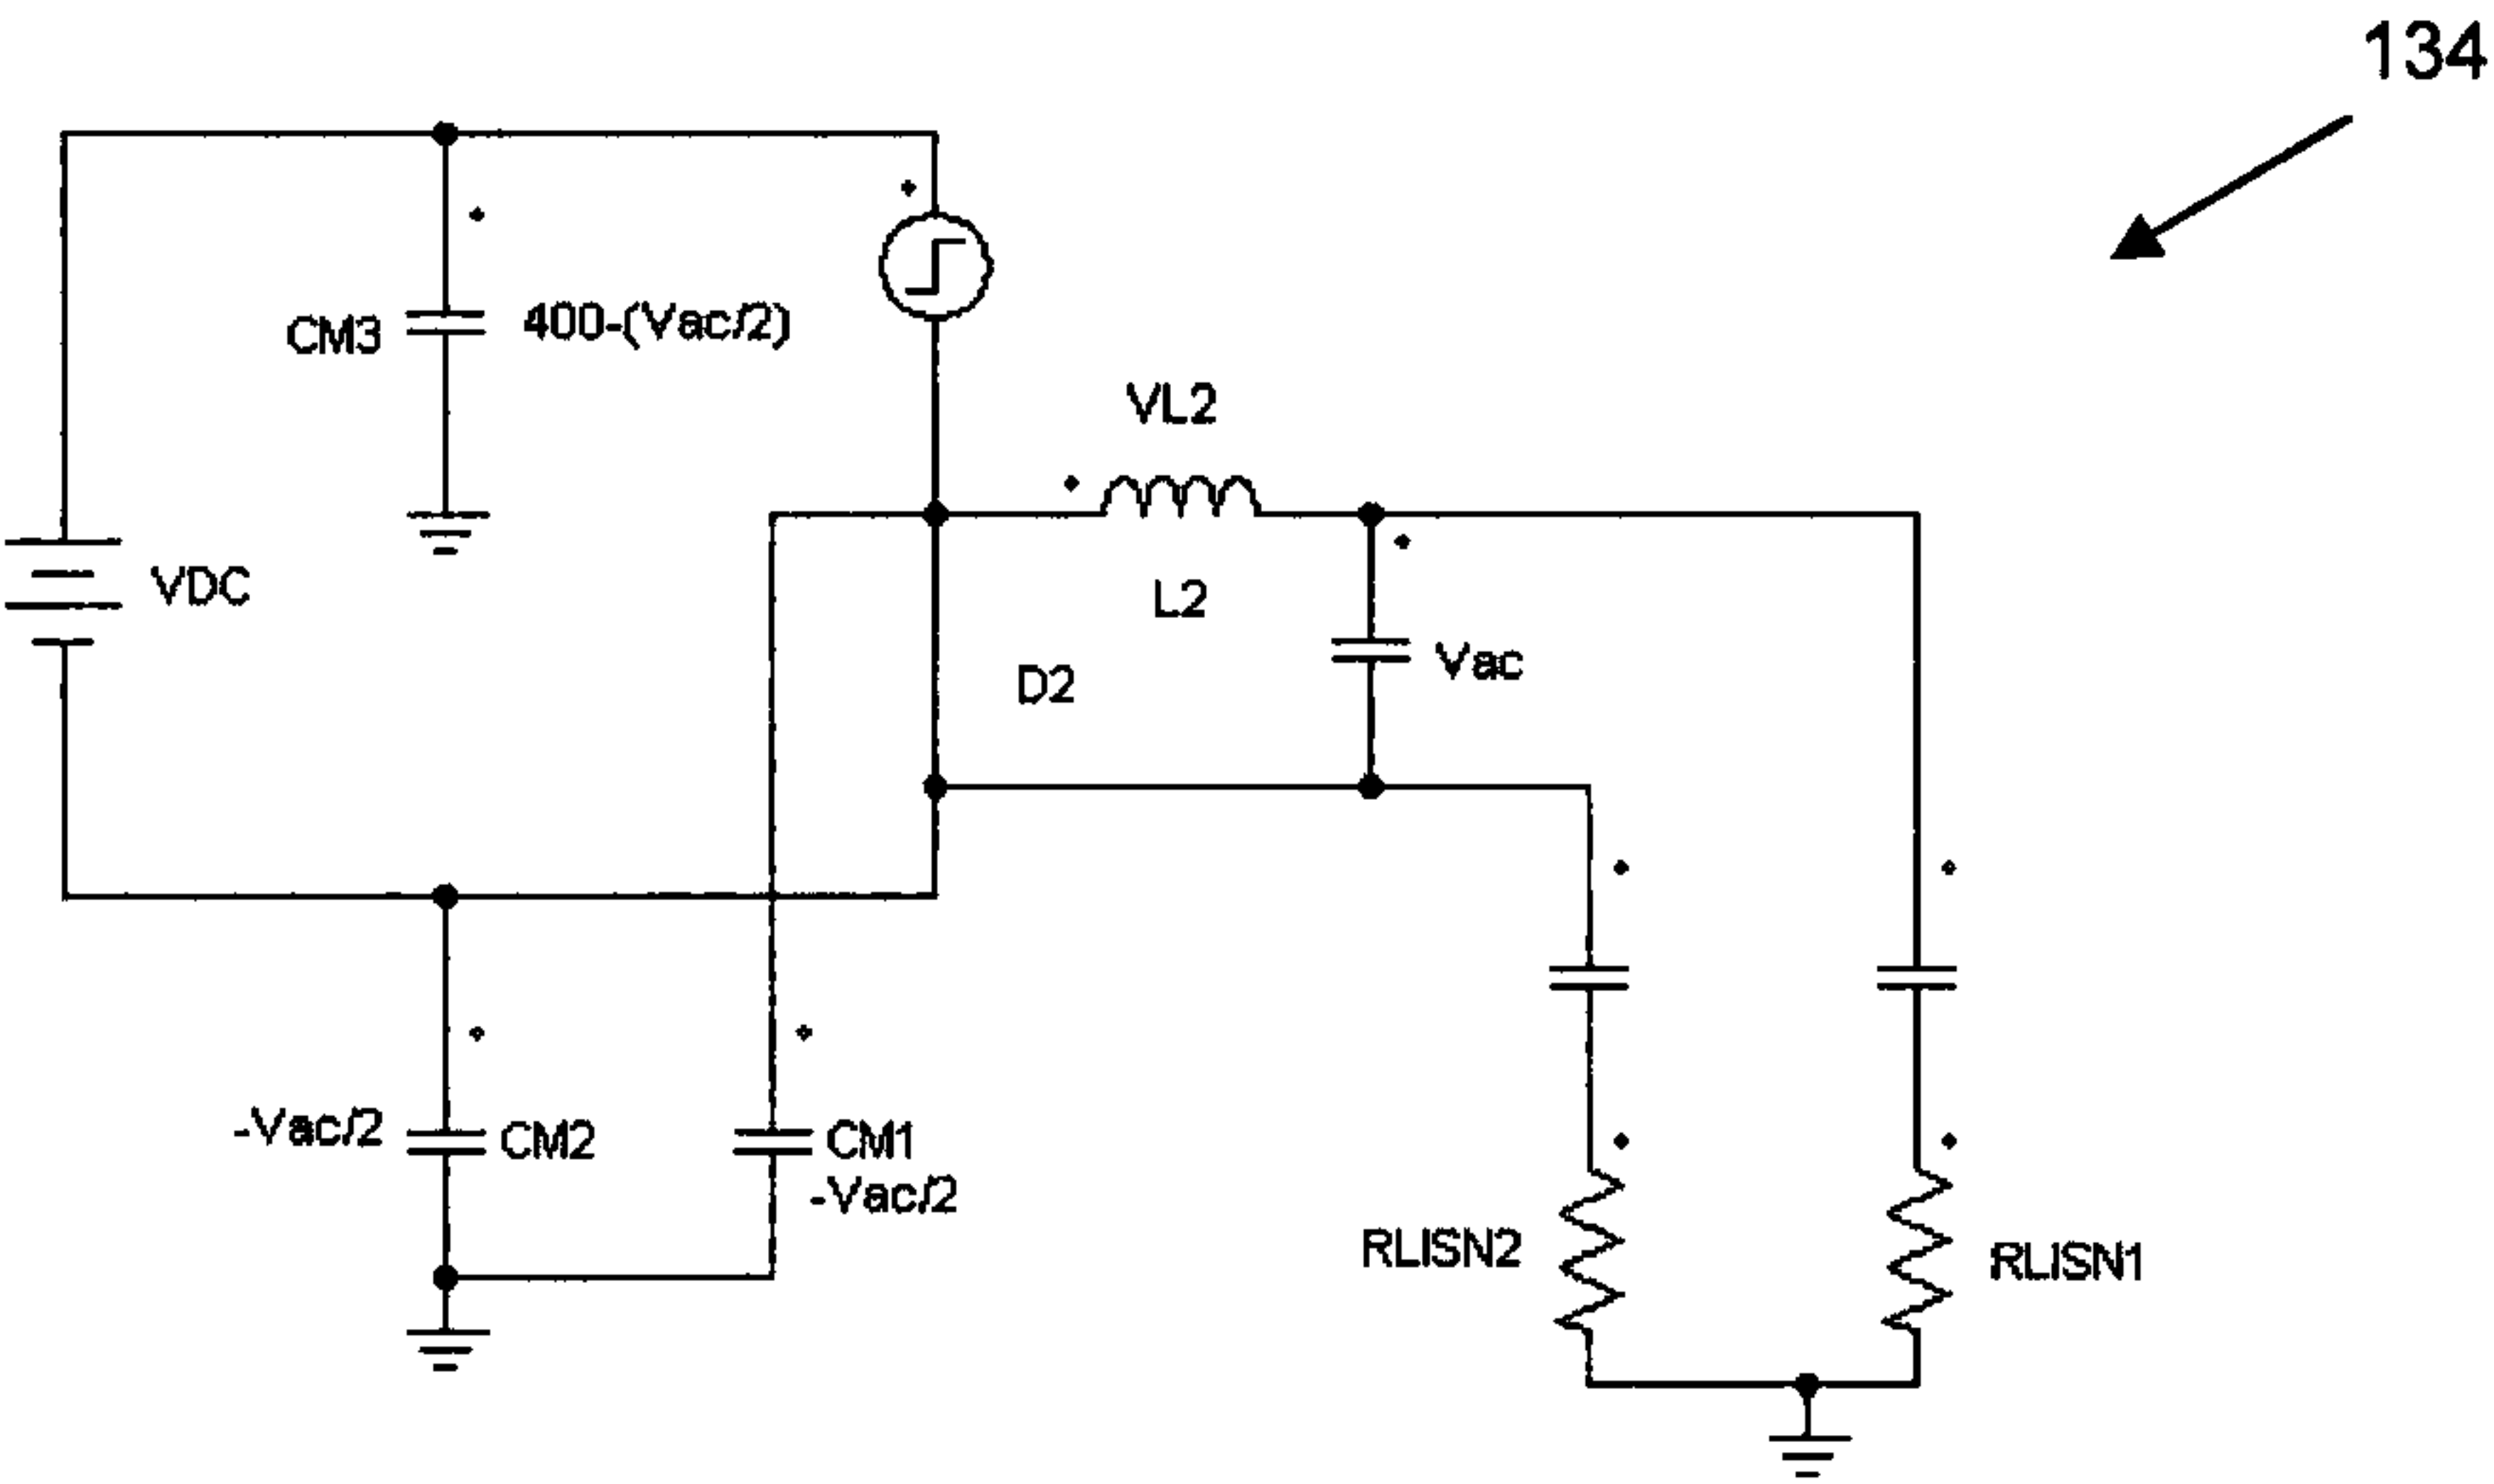 134
CM3
400-(Vac/2)
VL2
VDC
L2
Vac
D2
-Vac/2
CM2
CM1
-Vac/2
RLISN2
RLISN1